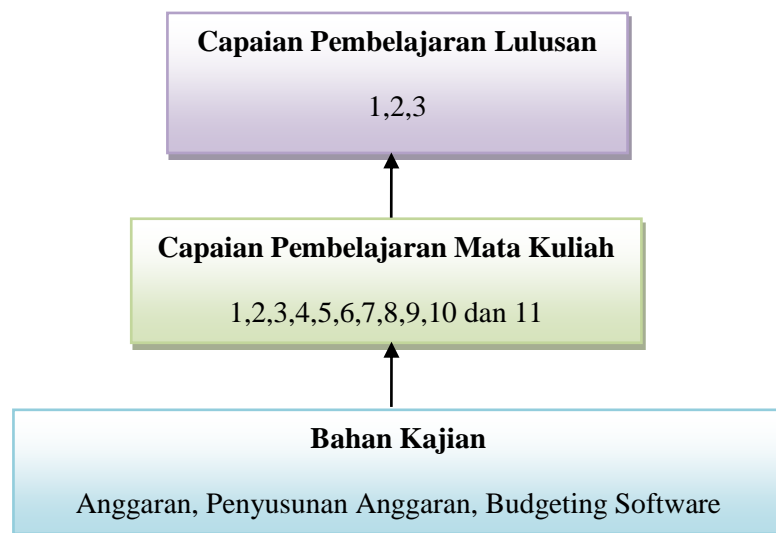 Capaian Pembelajaran Lulusan
1,2,3
Capaian Pembelajaran Mata Kuliah
1,2,3,4,5,6,7,8,9,10 dan 11
Bahan Kajian
Anggaran, Penyusunan Anggaran, Budgeting Software